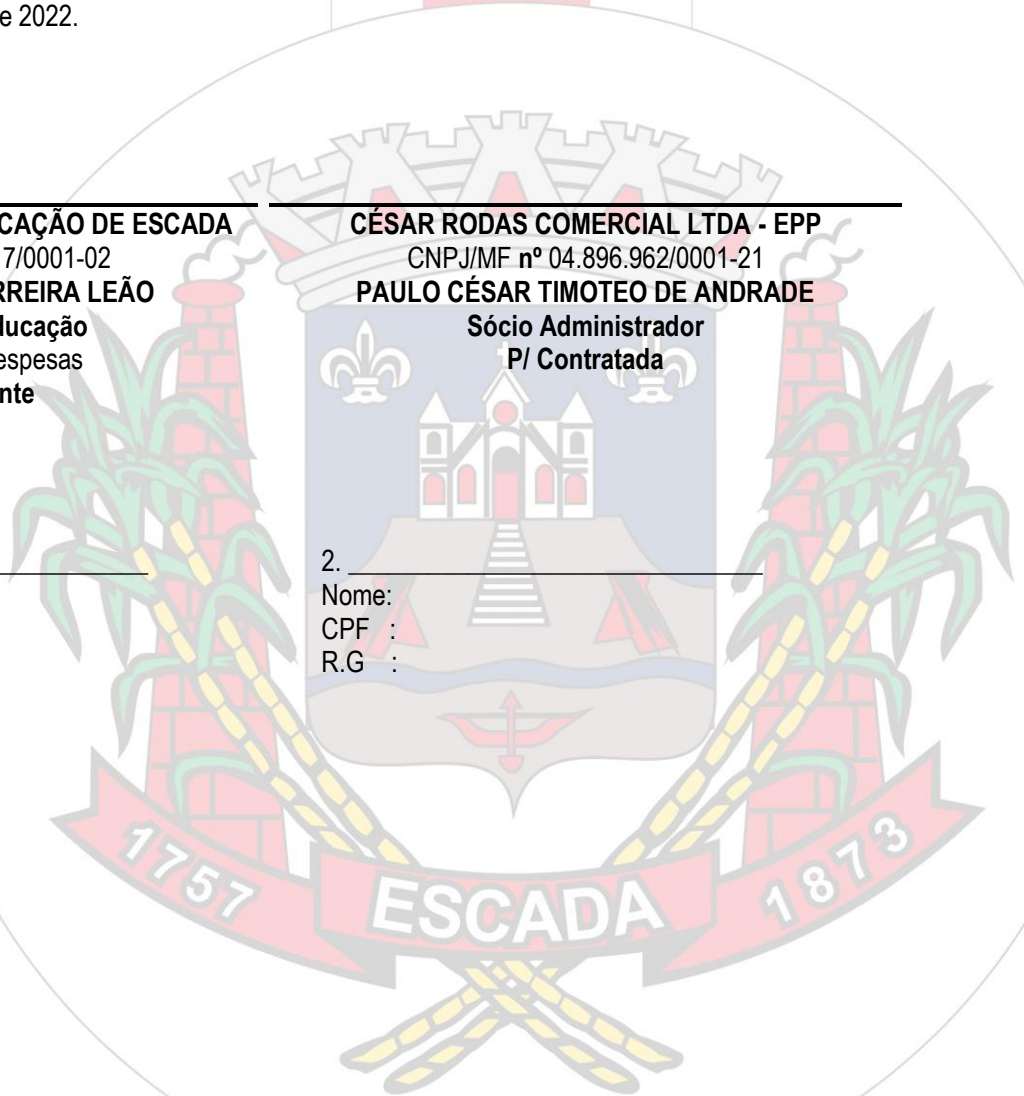 e 2022.
CAÇÃO DE ESCADA
7/0001-02
RREIRA LEÃO
ducação
espesas
nte
CÉSAR RODAS COMERCIAL LTDA - EPP
CNPJ/MF nº 04.896.962/0001-21
PAULO CÉSAR TIMOTEO DE ANDRADE
Sócio Administrador
P/ Contratada
2. ______________________________
Nome:
CPF :
R.G :
1757
ESCADA
1873